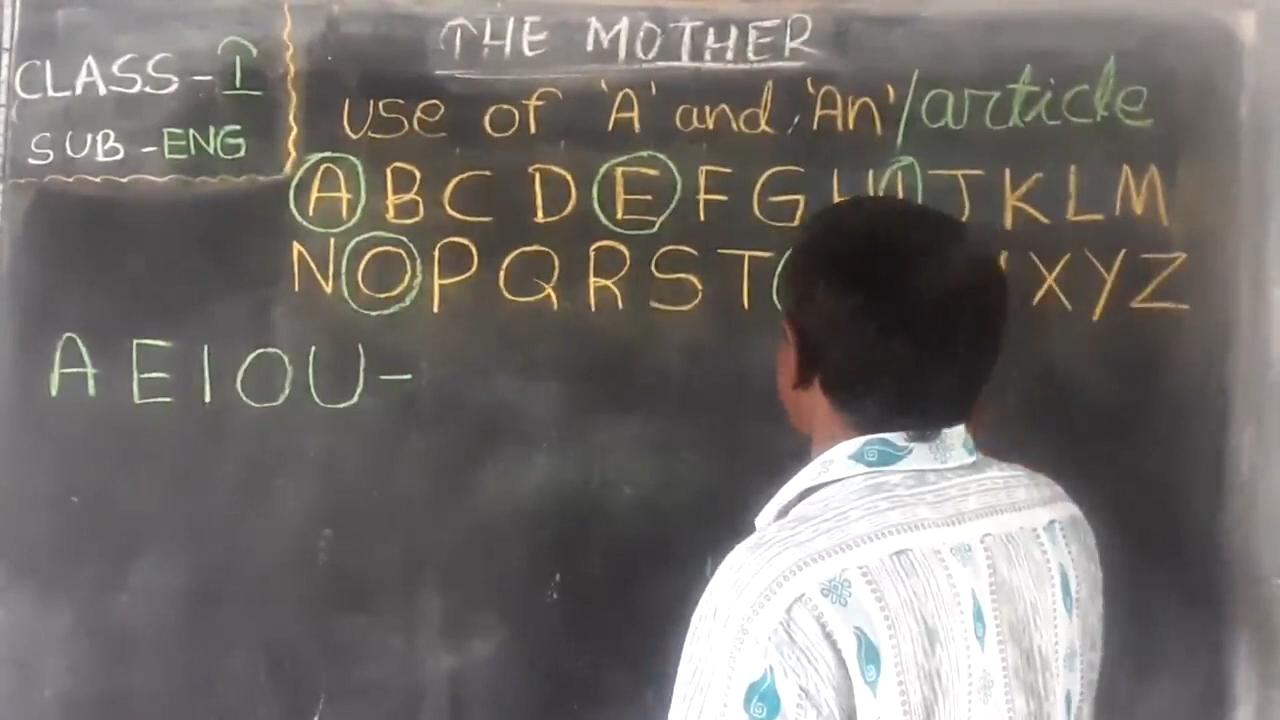 THE MOTHER
CLASS - I
SUB - ENG
use of 'A' and 'An'/article
A B C D E F G H I J K L M
N O P Q R S T X Y Z
A E I O U -